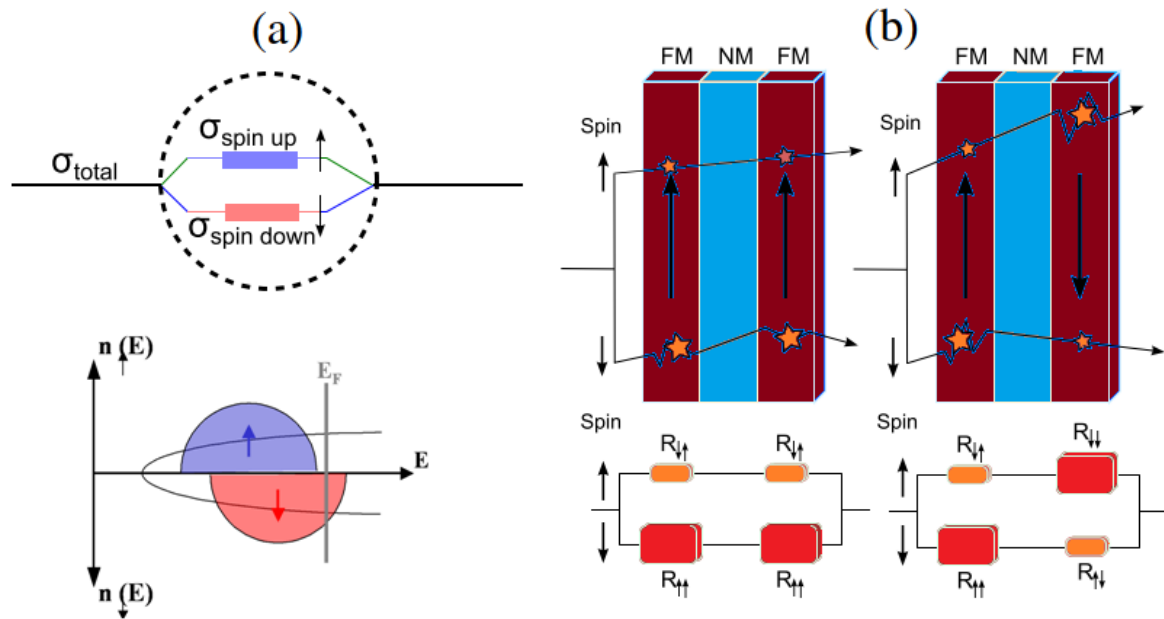 (a)
σspin up
σtotal
σspin down
n↑(E)
EF
E
n↓(E)
(b)
FM NM FM
Spin
Spin
R↓↑ R↓↑
R↑↑ R↑↑
FM NM FM
Spin
Spin
R↓↑ R↓↓
R↑↑ R↑↓